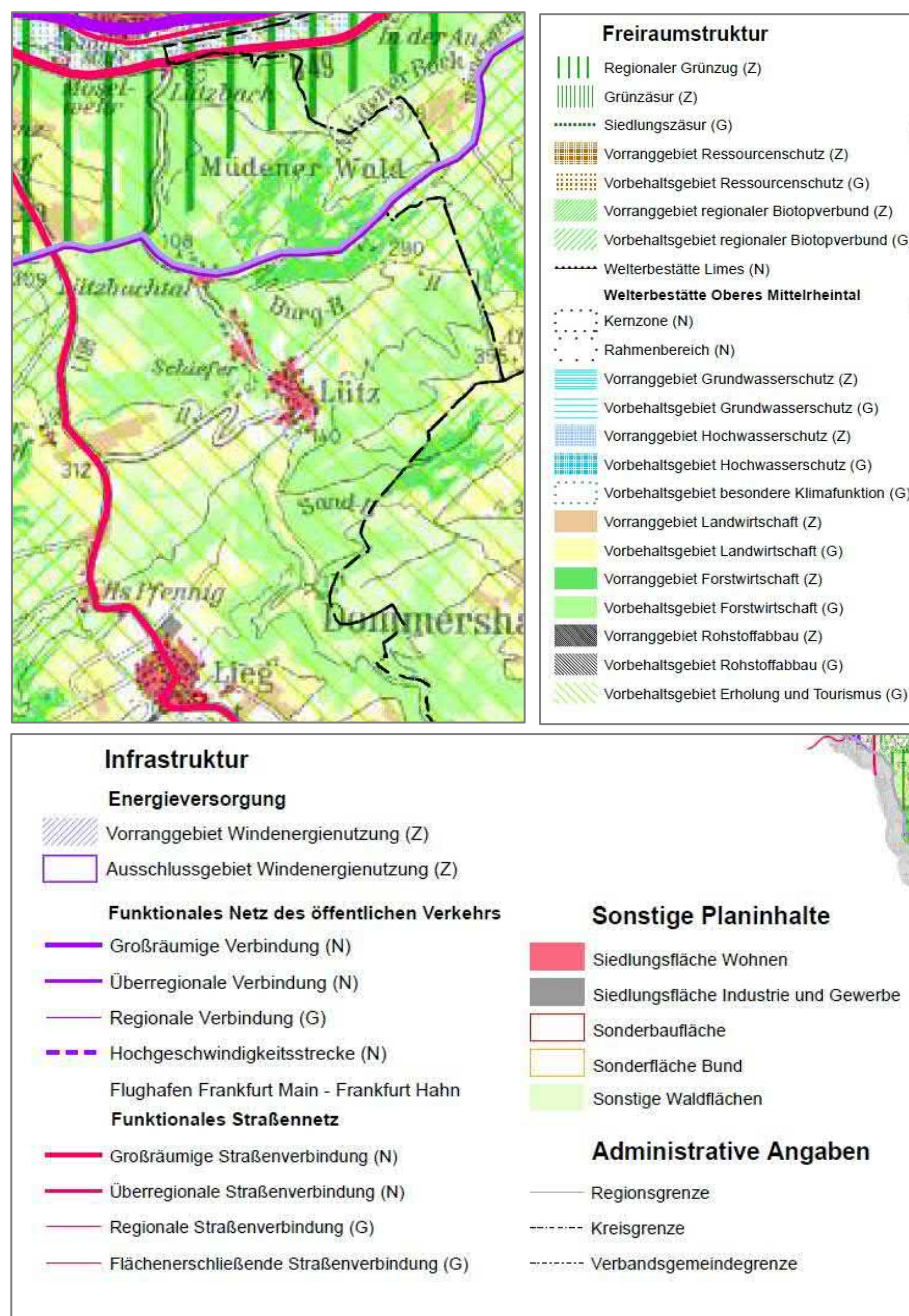 In der Au
49
Mosel-
wehr
Lützbach
Müdener Wald
108
290
309
Lützbachtal
Burg-B
L108
Schiefer
Lütz
140
312
Sand-
Hs Pfennig
Dommersha
Lieg
Freiraumstruktur
Regionaler Grünzug (Z)
Grünzäsur (Z)
Siedlungszäsur (G)
Vorranggebiet Ressourcenschutz (Z)
Vorbehaltsgebiet Ressourcenschutz (G)
Vorranggebiet regionaler Biotopverbund (Z)
Vorbehaltsgebiet regionaler Biotopverbund (G
Welterbestätte Limes (N)
Welterbestätte Oberes Mittelrheintal
Kernzone (N)
Rahmenbereich (N)
Vorranggebiet Grundwasserschutz (Z)
Vorbehaltsgebiet Grundwasserschutz (G)
Vorranggebiet Hochwasserschutz (Z)
Vorbehaltsgebiet Hochwasserschutz (G)
Vorbehaltsgebiet besondere Klimafunktion (G)
Vorranggebiet Landwirtschaft (Z)
Vorbehaltsgebiet Landwirtschaft (G)
Vorranggebiet Forstwirtschaft (Z)
Vorbehaltsgebiet Forstwirtschaft (G)
Vorranggebiet Rohstoffabbau (Z)
Vorbehaltsgebiet Rohstoffabbau (G)
Vorbehaltsgebiet Erholung und Tourismus (G)
Infrastruktur
Energieversorgung
Vorranggebiet Windenergienutzung (Z)
Ausschlussgebiet Windenergienutzung (Z)
Funktionales Netz des öffentlichen Verkehrs
Großräumige Verbindung (N)
Überregionale Verbindung (N)
Regionale Verbindung (G)
Hochgeschwindigkeitsstrecke (N)
Flughafen Frankfurt Main - Frankfurt Hahn
Funktionales Straßennetz
Großräumige Straßenverbindung (N)
Überregionale Straßenverbindung (N)
Regionale Straßenverbindung (G)
Flächenerschließende Straßenverbindung (G)
Sonstige Planinhalte
Siedlungsfläche Wohnen
Siedlungsfläche Industrie und Gewerbe
Sonderbaufläche
Sonderfläche Bund
Sonstige Waldflächen
Administrative Angaben
Regionsgrenze
Kreisgrenze
Verbandsgemeindegrenze